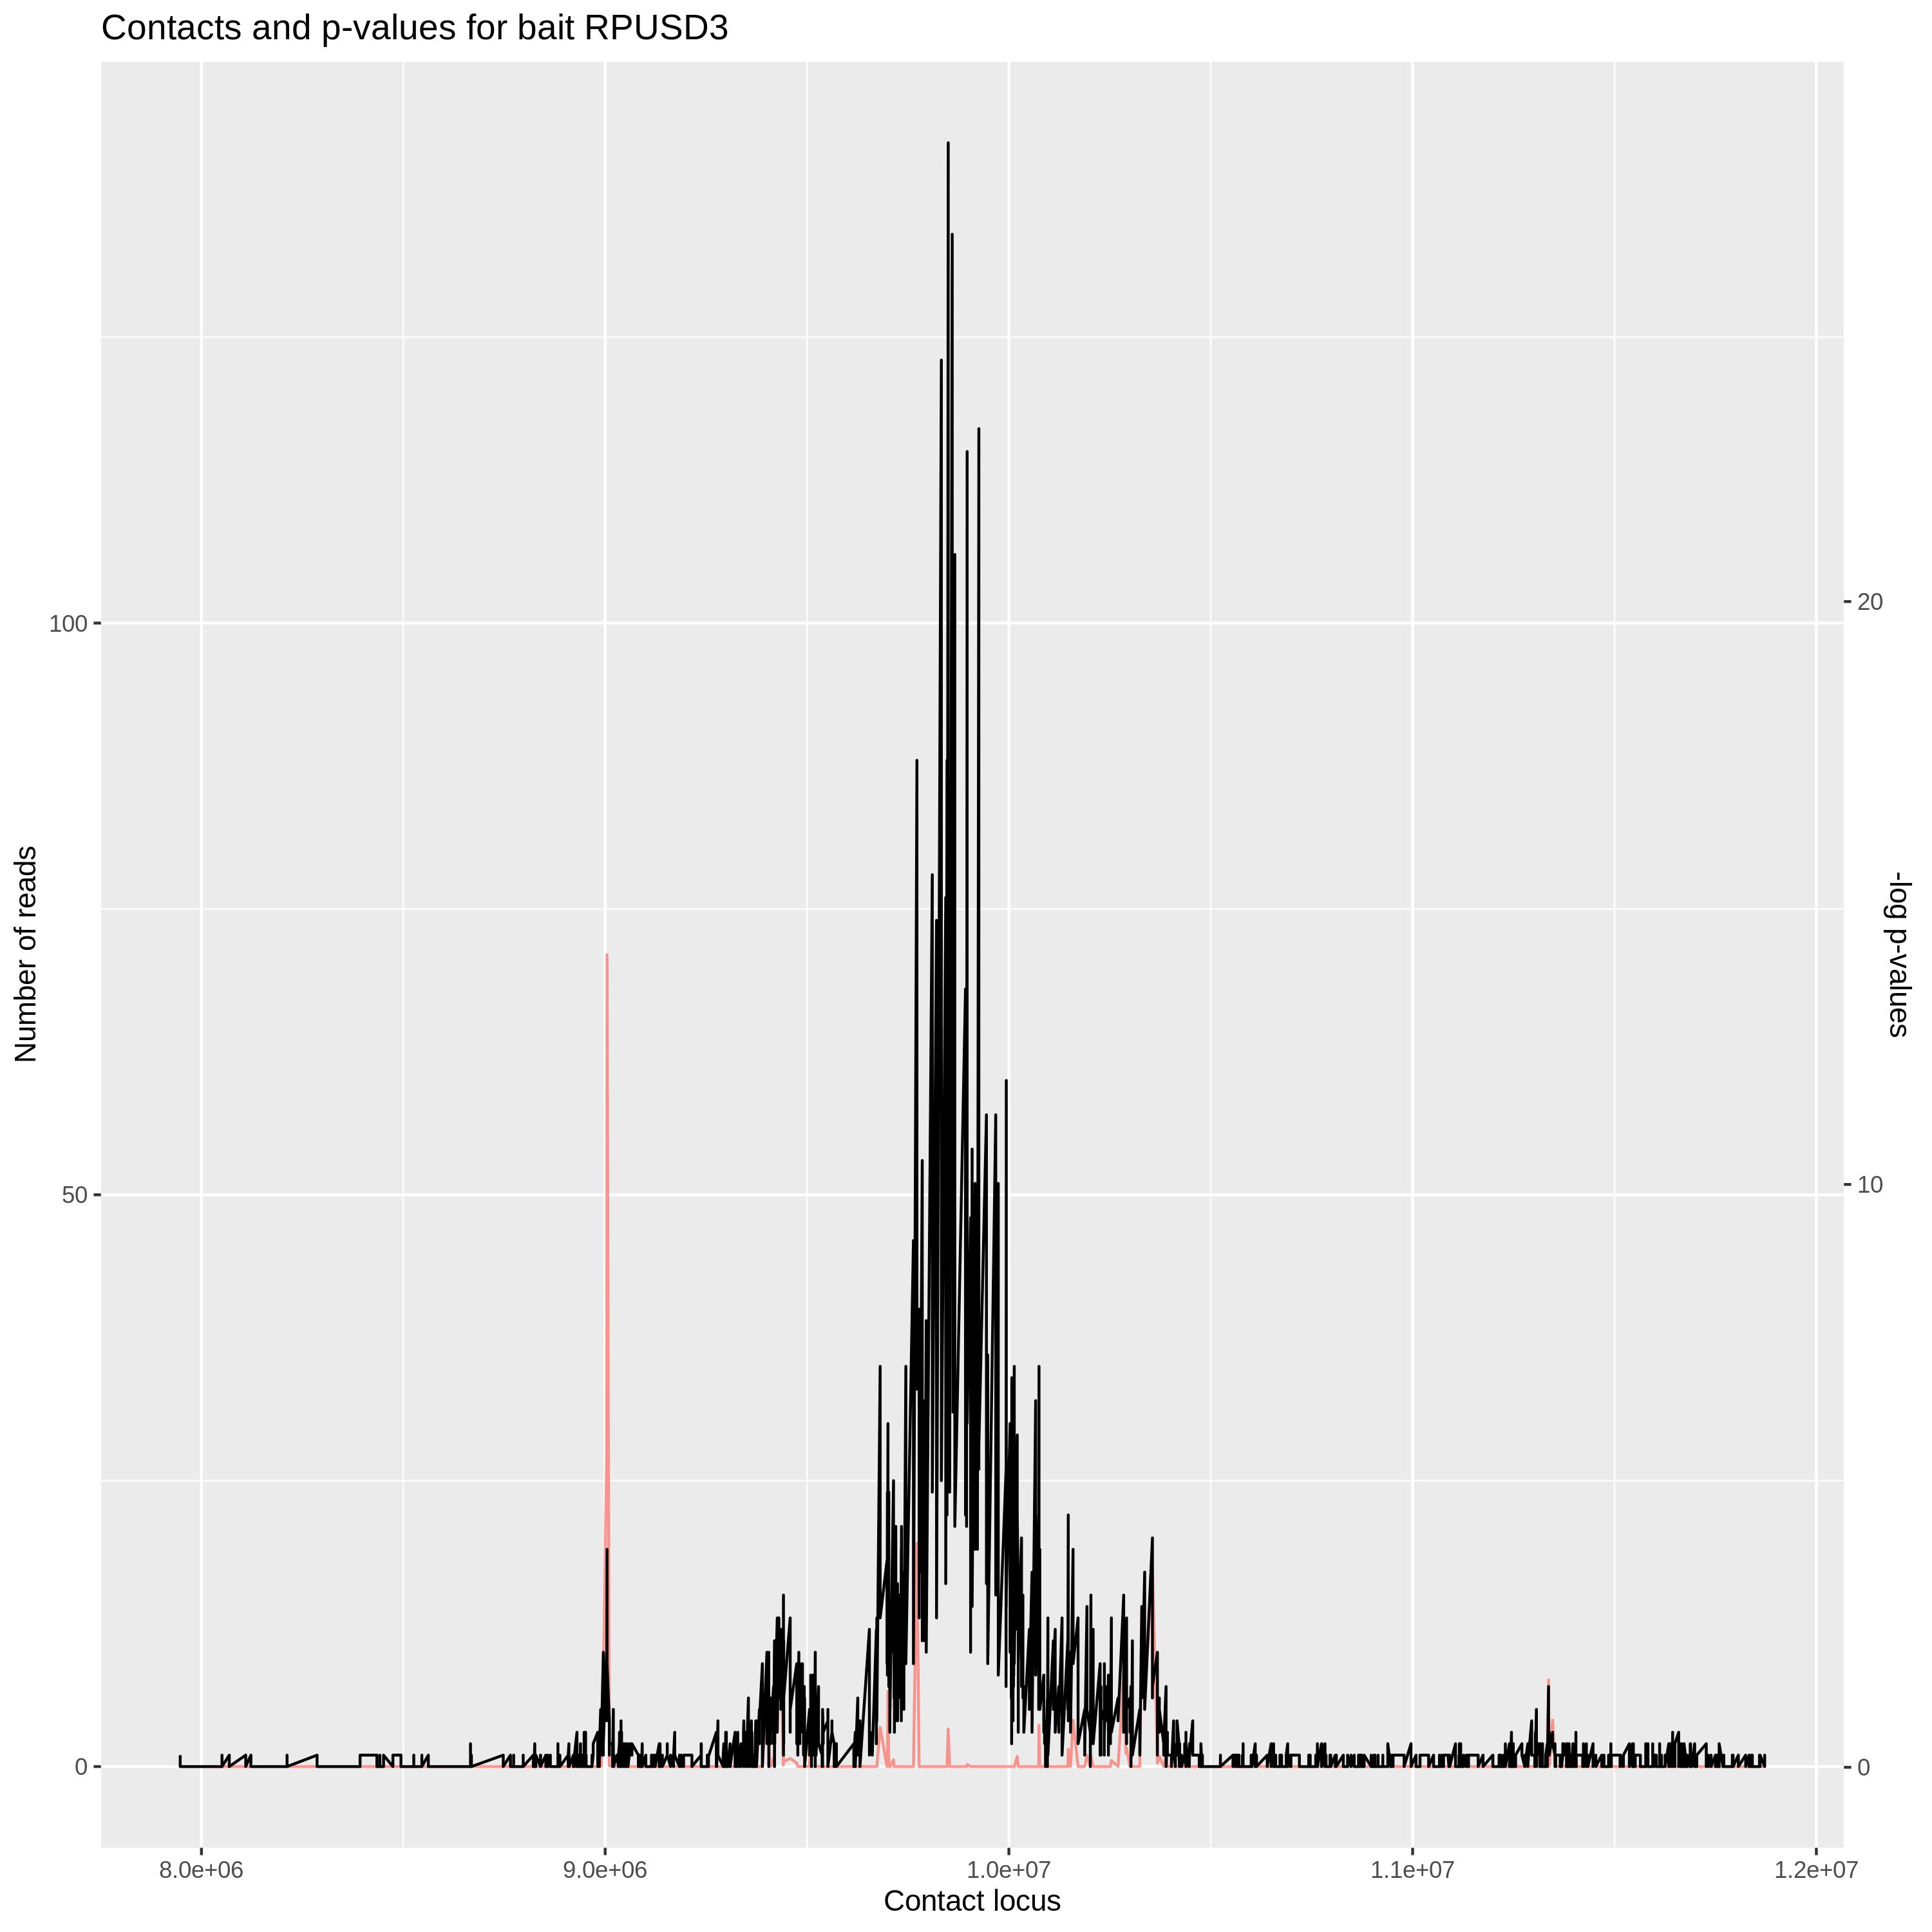 Contacts and p-values for bait RPUSD3
Number of reads
100
50
0
20
10
0
-log p-values
8.0e+06 9.0e+06 1.0e+07 1.1e+07 1.2e+07
Contact locus